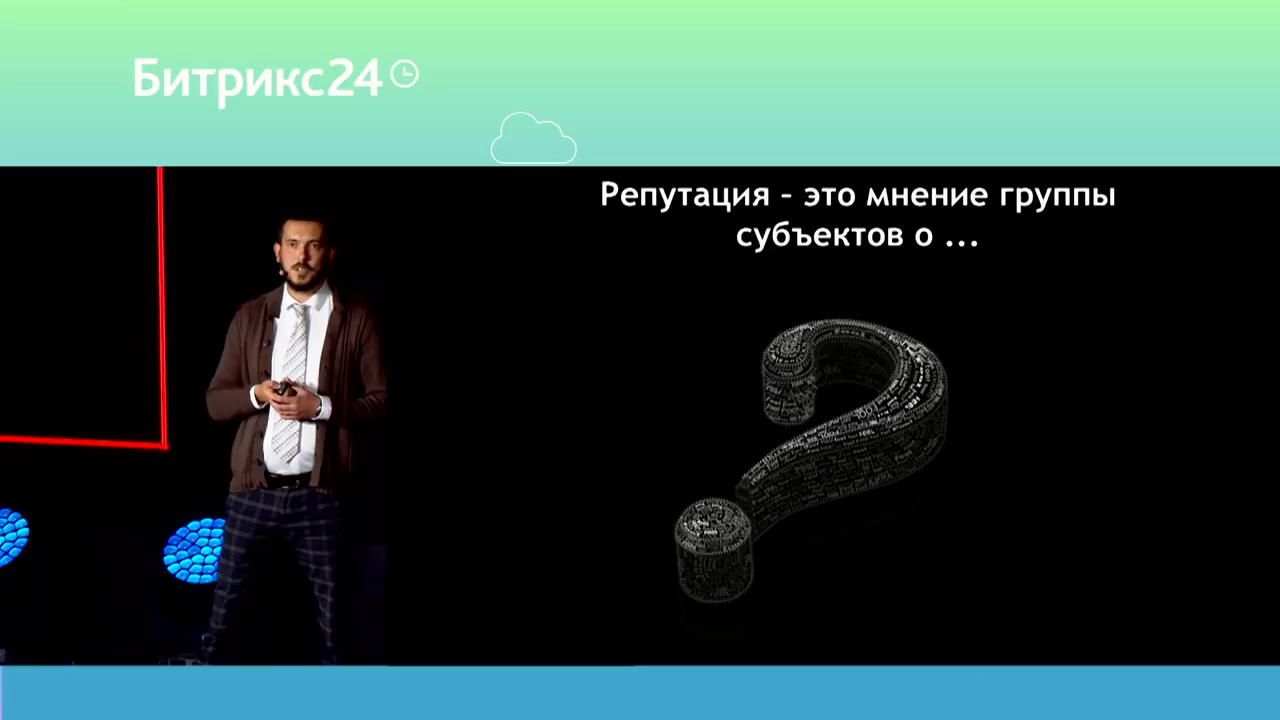 Битрикс24
Репутация – это мнение группы
субъектов о ...